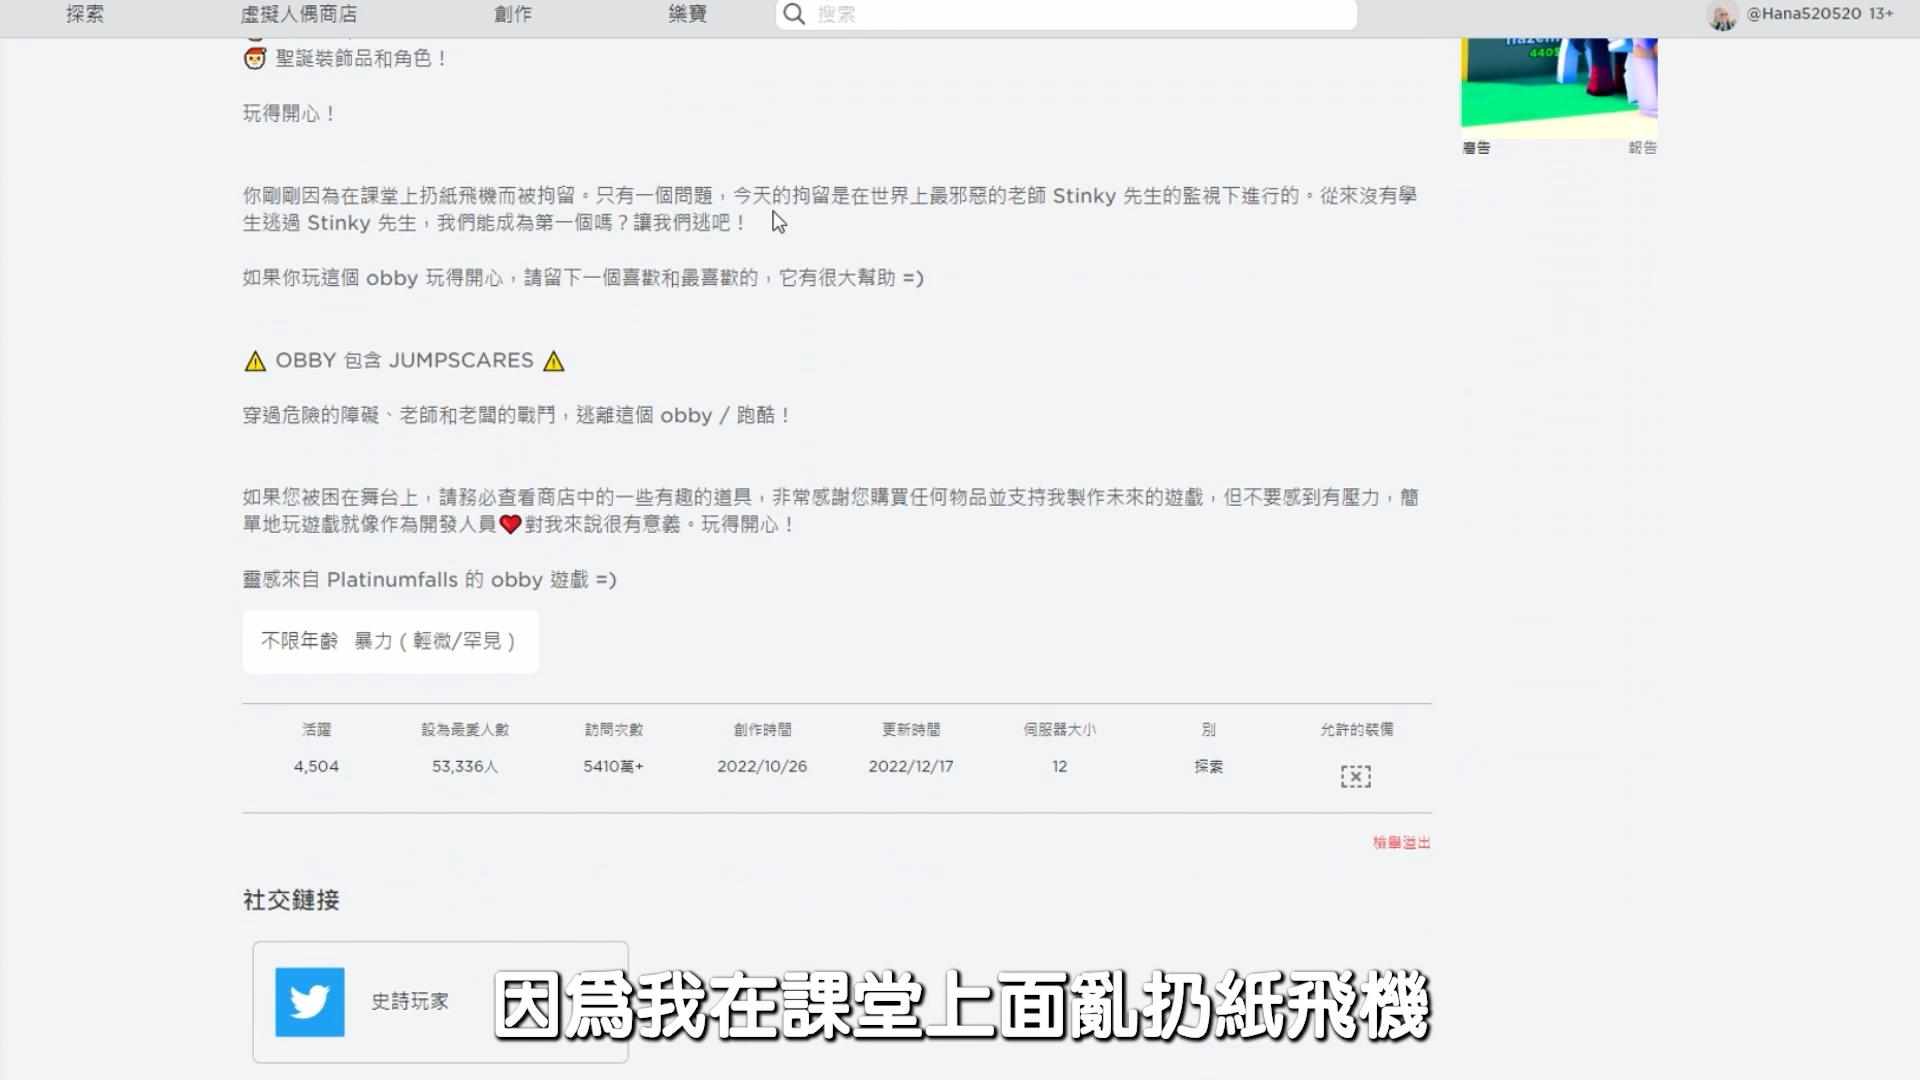 探索
虛擬人偶商店
創作
樂寶
搜索
@Hana520520 13+
聖誕裝飾品和角色！
440S
玩得開心！
廣告
報告
你剛剛因為在課堂上扔紙飛機而被拘留。只有一個問題，今天的拘留是在世界上最邪惡的老師 Stinky 先生的監視下進行的。從來沒有學
生逃過 Stinky 先生，我們能成為第一個嗎？讓我們逃吧！
如果你玩這個 obby 玩得開心，請留下一個喜歡和最喜歡的，它有很大幫助 =)
⚠ OBBY 包含 JUMPSCARES ⚠
穿過危險的障礙、老師和老闆的戰鬥，逃離這個 obby / 跑酷！
如果您被困在舞台上，請務必查看商店中的一些有趣的道具，非常感謝您購買任何物品並支持我製作未來的遊戲，但不要感到有壓力，簡
單地玩遊戲就像作為開發人員❤對我來說很有意義。玩得開心！
靈感來自 Platinumfalls 的 obby 遊戲 =)
不限年齡 暴力 ( 輕微/罕見 )
活躍 設為最愛人數 訪問次數 創作時間 更新時間 伺服器大小 別 允許的裝備
4,504 53,336人 5410萬+ 2022/10/26 2022/12/17 12 探索
檢舉溢出
社交鏈接
史詩玩家
因爲我在課堂上面亂扔紙飛機